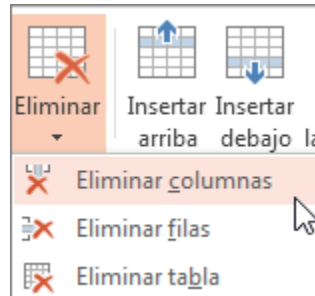 Eliminar
Insertar Insertar
arriba debajo
Eliminar columnas
Eliminar filas
Eliminar tabla